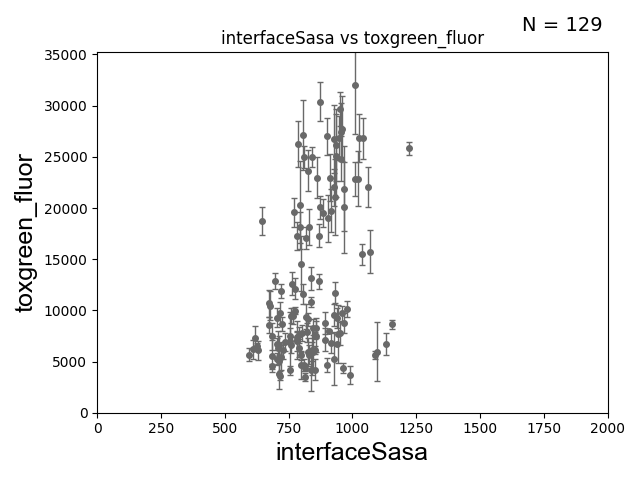 N = 129
interfaceSasa vs toxgreen_fluor
35000
30000
25000
20000
15000
10000
5000
0
toxgreen_fluor
0 250 500 750 1000 1250 1500 1750 2000
interfaceSasa